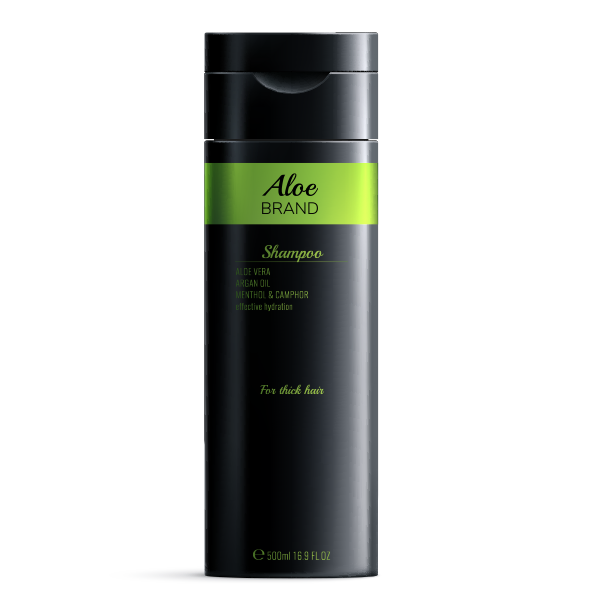 Aloe
BRAND
Shampoo
ALOE VERA
ARGAN OIL
MENTHOL & CAMPHOR
effective hydration
For thick hair
℮ 500ml 16.9 FL.OZ